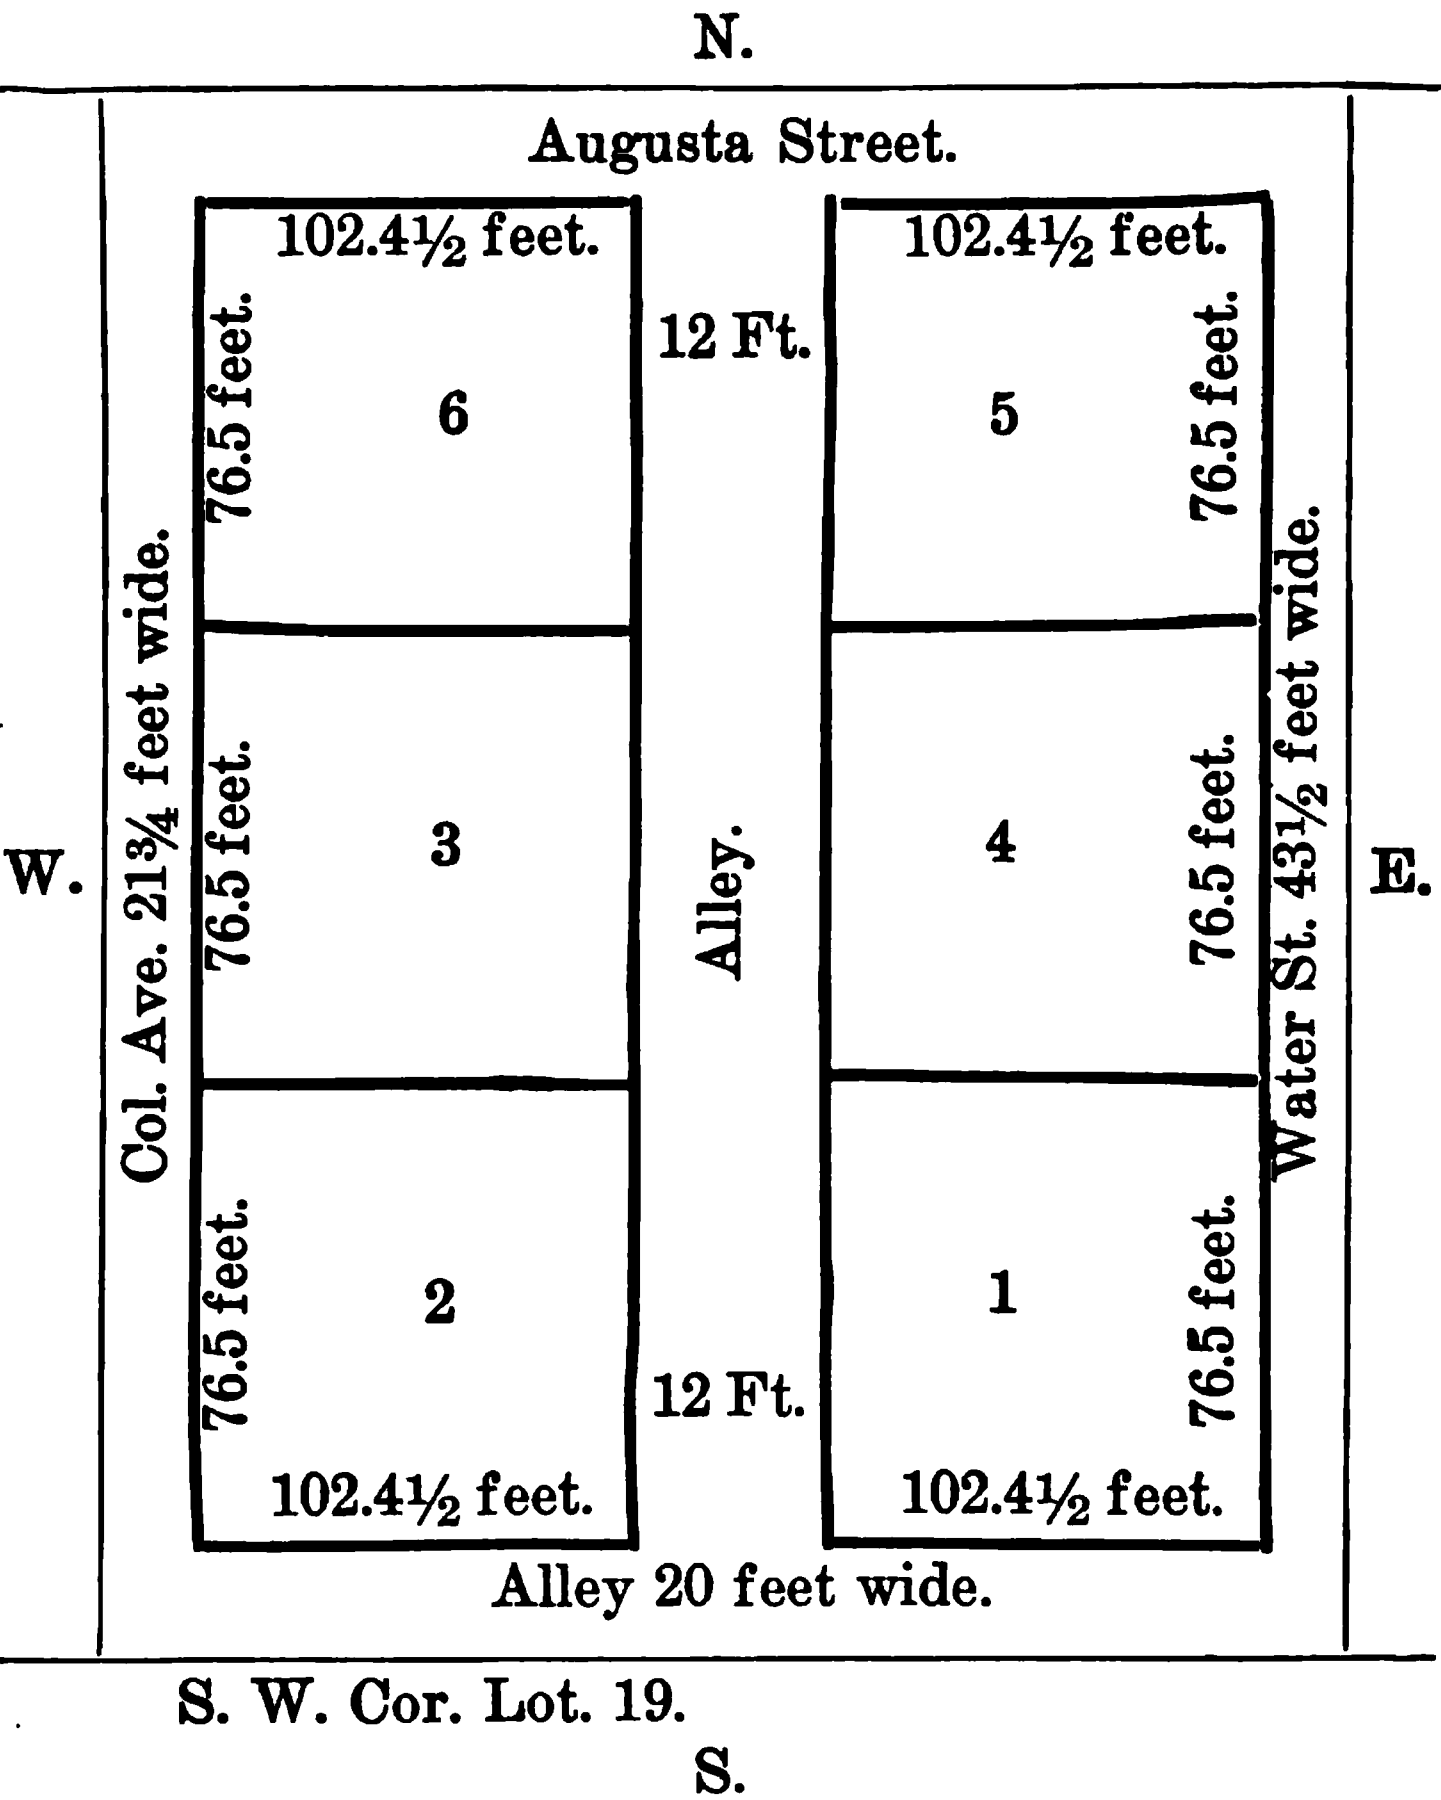 N.
Augusta Street.
102.4½ feet.
102.4½ feet.
76.5 feet.
12 Ft.
76.5 feet.
6
5
Col. Ave. 21¾ feet wide.
Water St. 43½ feet wide.
W.
76.5 feet.
3
Alley.
4
76.5 feet.
E.
76.5 feet.
2
1
76.5 feet.
12 Ft.
102.4½ feet.
102.4½ feet.
Alley 20 feet wide.
S. W. Cor. Lot. 19.
S.